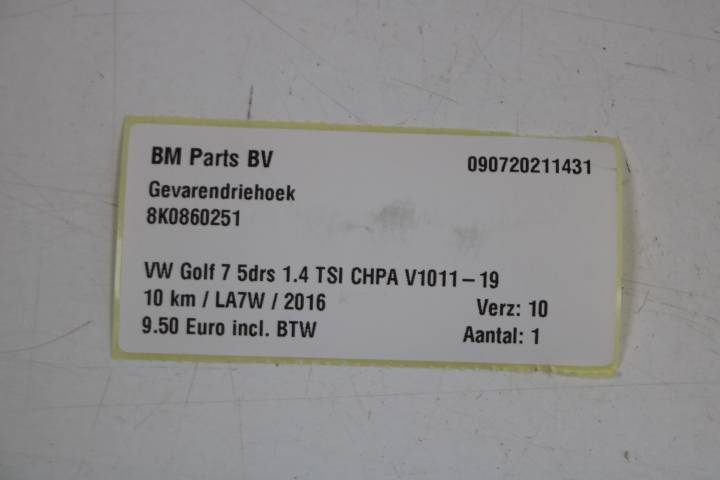 BM Parts BV 090720211431
Gevarendriehoek
8K0860251
VW Golf 7 5drs 1.4 TSI CHPA V1011-19
10 km / LA7W / 2016 Verz: 10
9.50 Euro incl. BTW Aantal: 1